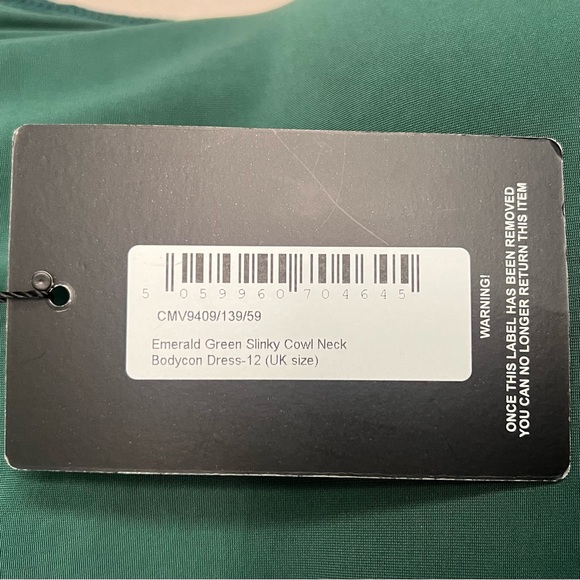 5 059960 704645
CMV9409/139/59
Emerald Green Slinky Cowl Neck
Bodycon Dress-12 (UK size)
WARNING!
ONCE THIS LABEL HAS BEEN REMOVED
YOU CAN NO LONGER RETURN THIS ITEM